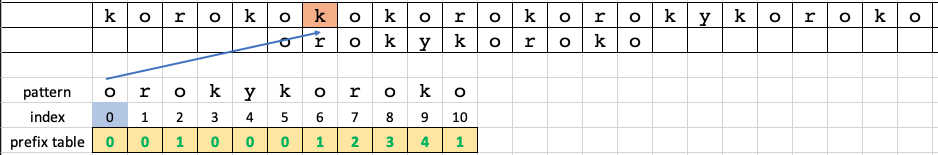 k o r o k o k o k o r o k o r o k y k o r o k o
o r o k y k o r o k o
pattern o r o k y k o r o k o
index 0 1 2 3 4 5 6 7 8 9 10
prefix table 0 0 1 0 0 0 1 2 3 4 1